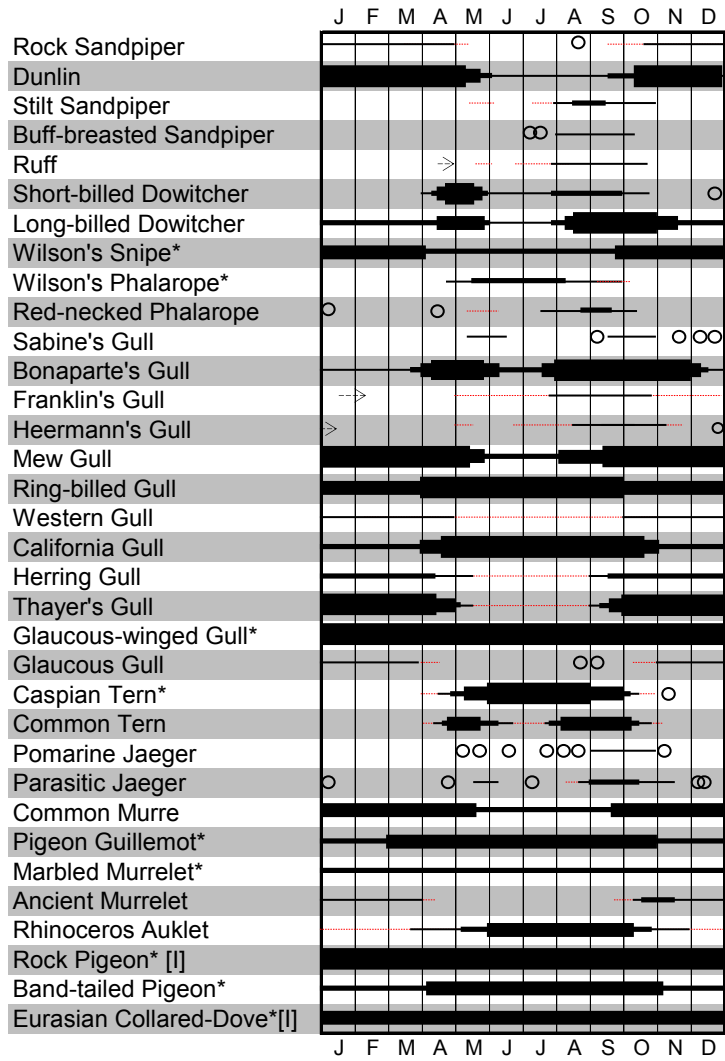 J F M A M J J A S O N D
Rock Sandpiper
Dunlin
Stilt Sandpiper
Buff-breasted Sandpiper
Ruff
Short-billed Dowitcher
Long-billed Dowitcher
Wilson's Snipe*
Wilson's Phalarope*
Red-necked Phalarope
Sabine's Gull
Bonaparte's Gull
Franklin's Gull
Heermann's Gull
Mew Gull
Ring-billed Gull
Western Gull
California Gull
Herring Gull
Thayer's Gull
Glaucous-winged Gull*
Glaucous Gull
Caspian Tern*
Common Tern
Pomarine Jaeger
Parasitic Jaeger
Common Murre
Pigeon Guillemot*
Marbled Murrelet*
Ancient Murrelet
Rhinoceros Auklet
Rock Pigeon* [I]
Band-tailed Pigeon*
Eurasian Collared-Dove*[I]
J F M A M J J A S O N D